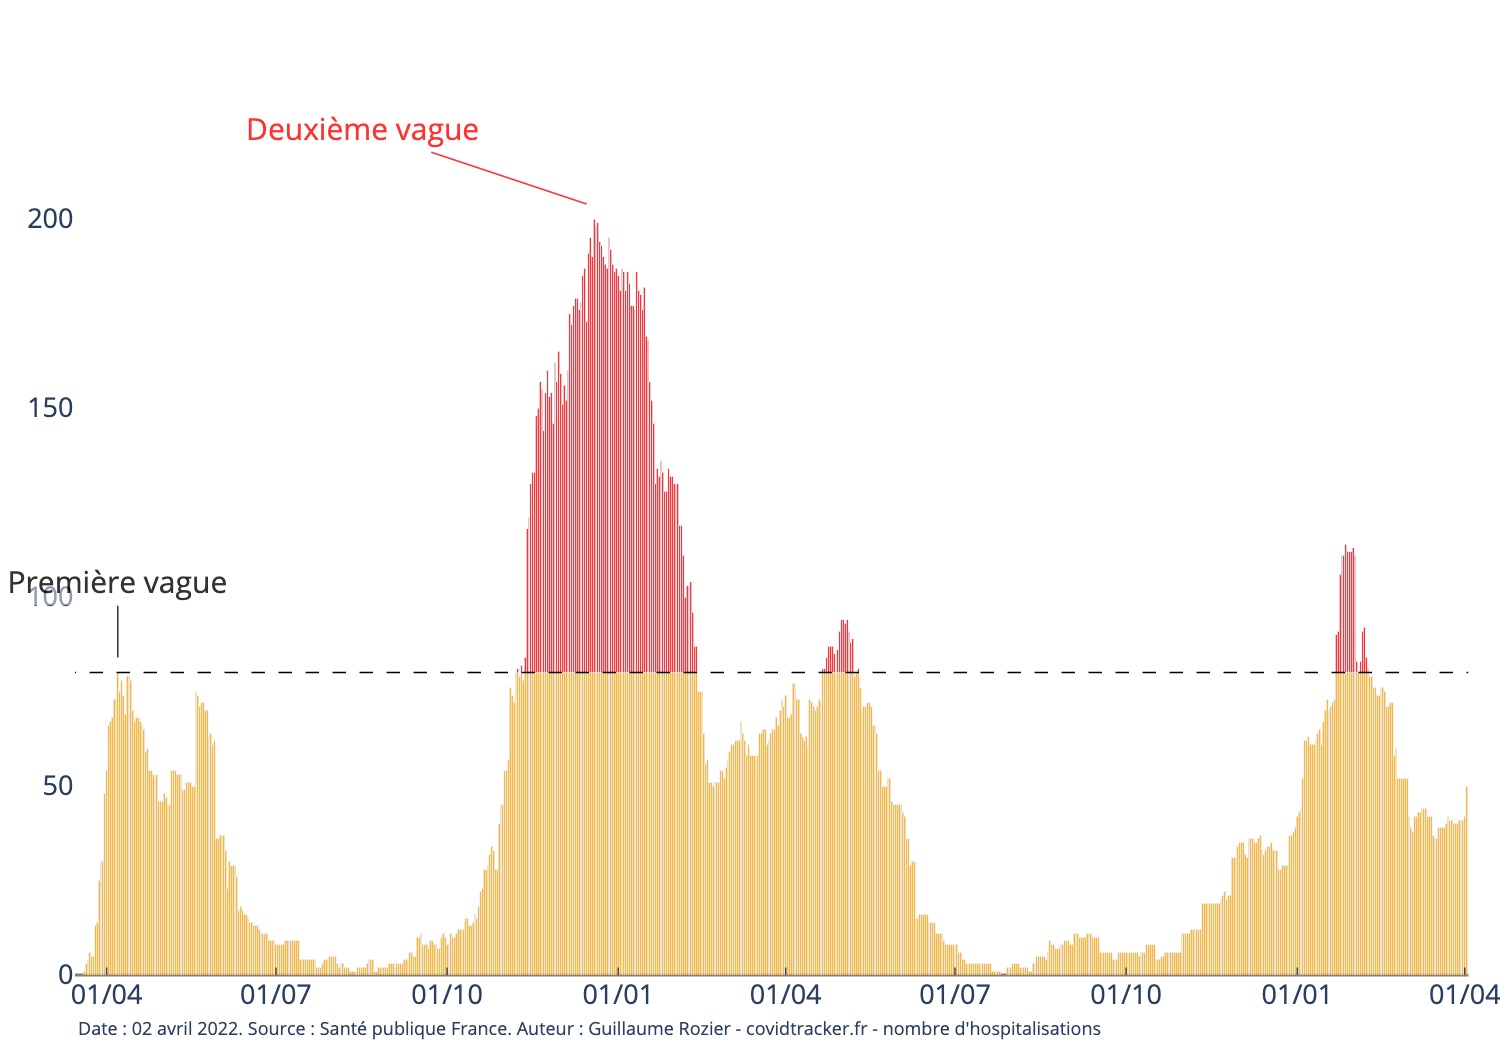 Deuxième vague
200
150
Première vague
100
50
0
01/04 01/07 01/10 01/01 01/04 01/07 01/10 01/01 01/04
Date : 02 avril 2022. Source : Santé publique France. Auteur : Guillaume Rozier - covidtracker.fr - nombre d'hospitalisations